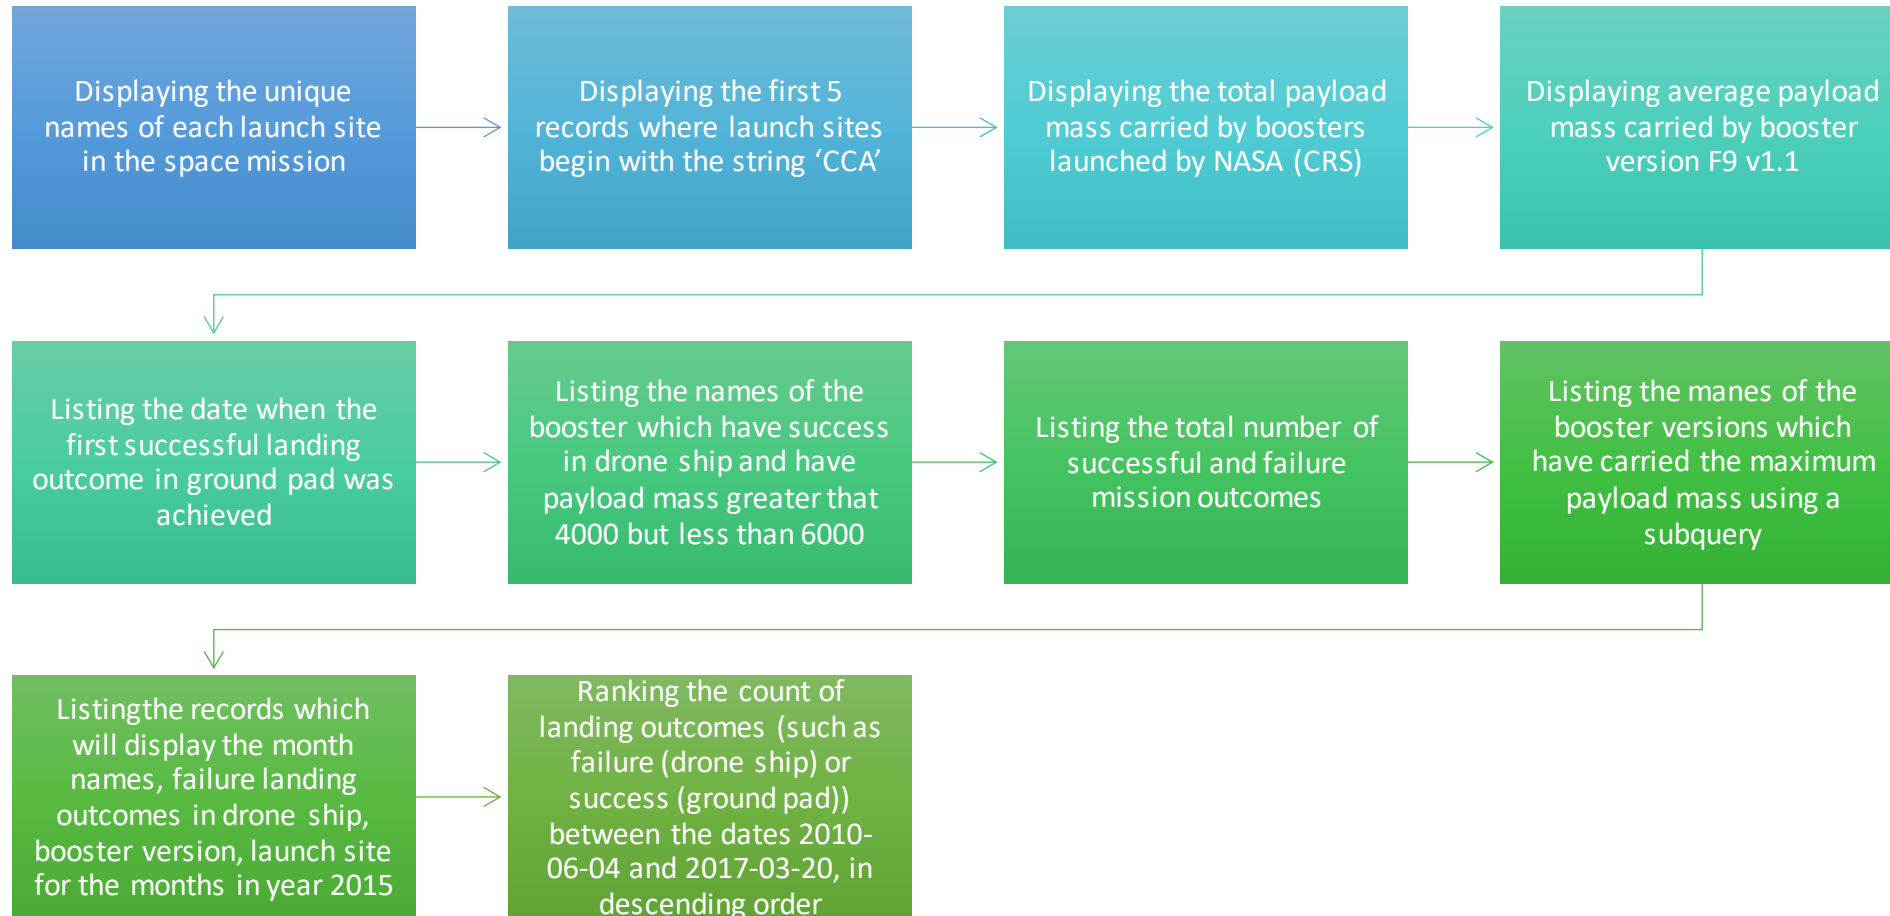 Displaying the unique
names of each launch site
in the space mission
Displaying the first 5
records where launch sites
begin with the string ‘CCA’
Displaying the total payload
mass carried by boosters
launched by NASA (CRS)
Displaying average payload
mass carried by booster
version F9 v1.1
Listing the date when the
first successful landing
outcome in ground pad was
achieved
Listing the names of the
booster which have success
in drone ship and have
payload mass greater that
4000 but less than 6000
Listing the total number of
successful and failure
mission outcomes
Listing the manes of the
booster versions which
have carried the maximum
payload mass using a
subquery
Listingthe records which
will display the month
names, failure landing
outcomes in drone ship,
booster version, launch site
for the months in year 2015
Ranking the count of
landing outcomes (such as
failure (drone ship) or
success (ground pad))
between the dates 2010-
06-04 and 2017-03-20, in
descending order